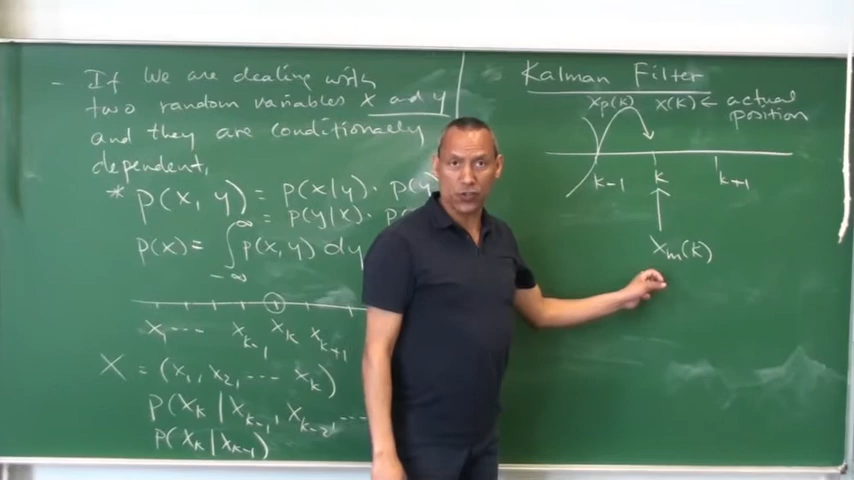 - If we are dealing with
two random variables x and y
and they are conditionally
dependent,
* p(x, y) = p(x|y) · p(y
= p(y|x) · p(
p(x) = ∫_{-∞}^{∞} p(x,y) dy
x₁ ... x_{k-1} x_k x_{k+1}
X = (x₁, x₂, ... x_k)
p(x_k | x_{k-1}, x_{k-2}, ...
p(x_k | x_{k-1})
Kalman Filter
x_p(k) x(k) ← actual
position
k-1 k k+1
x_m(k)